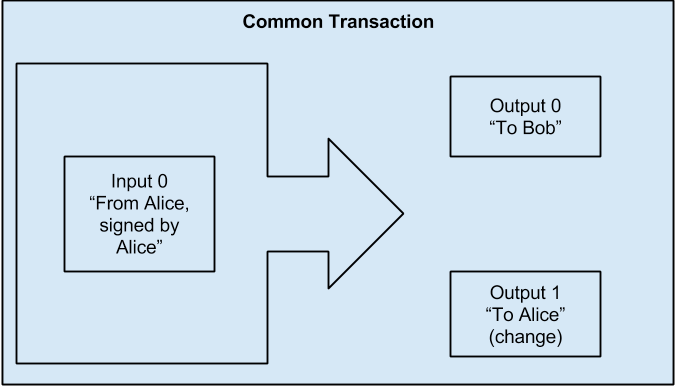 Common Transaction
Input 0
“From Alice,
signed by
Alice”
Output 0
“To Bob”
Output 1
“To Alice”
(change)